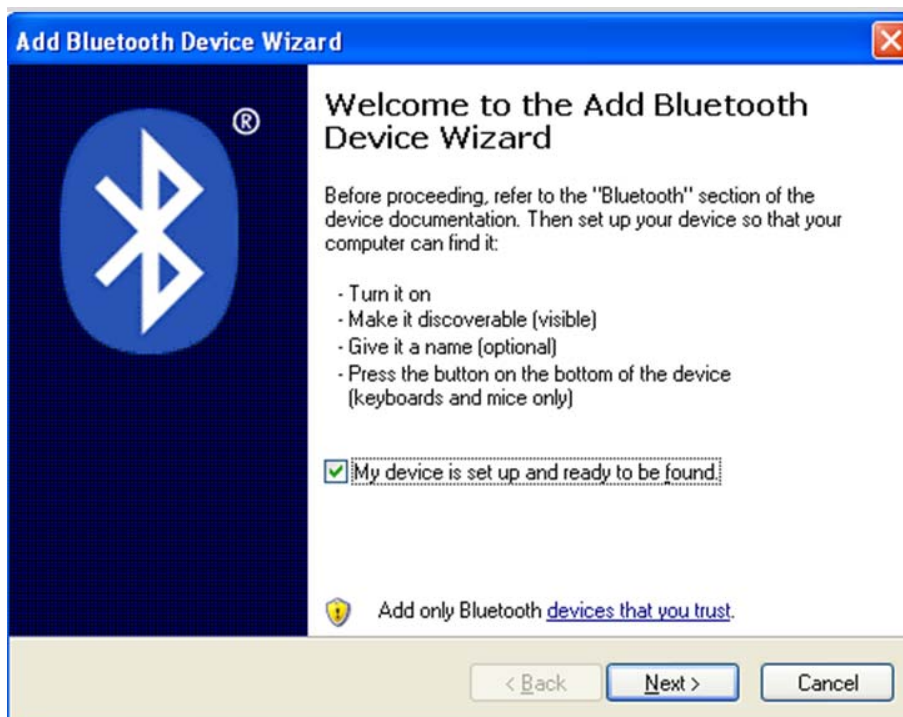 Add Bluetooth Device Wizard
®
Welcome to the Add Bluetooth
Device Wizard
Before proceeding, refer to the "Bluetooth" section of the
device documentation. Then set up your device so that your
computer can find it:
- Turn it on
- Make it discoverable (visible)
- Give it a name (optional)
- Press the button on the bottom of the device
(keyboards and mice only)
My device is set up and ready to be found.
Add only Bluetooth devices that you trust.
< Back Next > Cancel